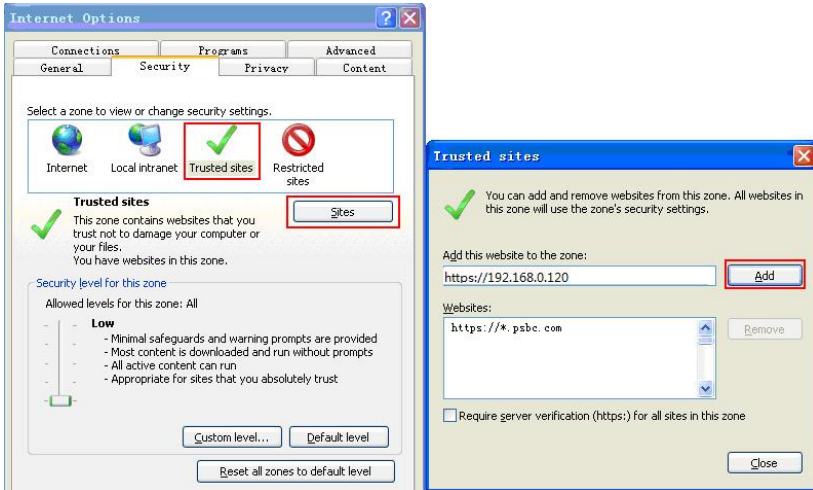 Internet Options
Connections
Programs
Advanced
General
Security
Privacy
Content
Select a zone to view or change security settings.
Internet
Local intranet
Trusted sites
Restricted
sites
Trusted sites
This zone contains websites that you
trust not to damage your computer or
your files.
You have websites in this zone.
Sites
Security level for this zone
Allowed levels for this zone: All
Low
- Minimal safeguards and warning prompts are provided
- Most content is downloaded and run without prompts
- All active content can run
- Appropriate for sites that you absolutely trust
Custom level...
Default level
Reset all zones to default level
Trusted sites
You can add and remove websites from this zone. All websites in
this zone will use the zone's security settings.
Add this website to the zone:
https://192.168.0.120
Add
Websites:
https://*.psbc.com
Remove
Require server verification (https:) for all sites in this zone
Close